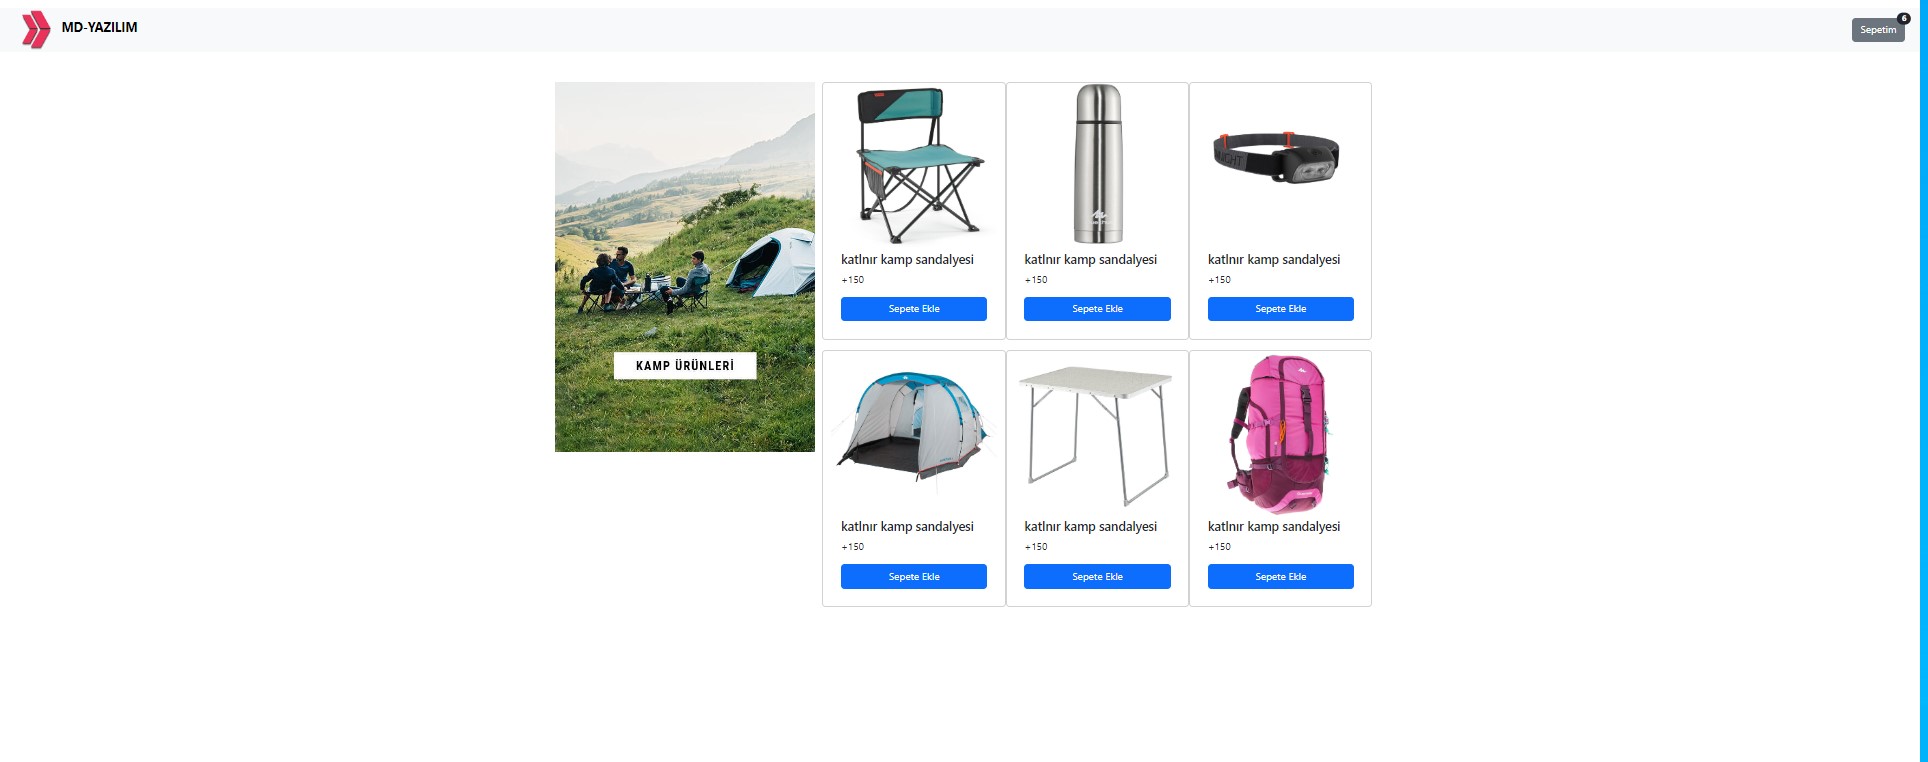 MD-YAZILIM
Sepetim
6
KAMP ÜRÜNLERİ
katlnır kamp sandalyesi
+150
Sepete Ekle
katlnır kamp sandalyesi
+150
Sepete Ekle
katlnır kamp sandalyesi
+150
Sepete Ekle
katlnır kamp sandalyesi
+150
Sepete Ekle
katlnır kamp sandalyesi
+150
Sepete Ekle
katlnır kamp sandalyesi
+150
Sepete Ekle